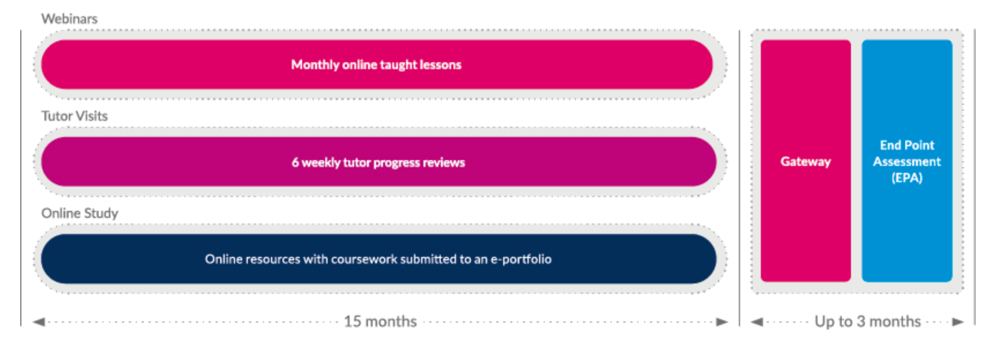 Webinars
Monthly online taught lessons
Tutor Visits
6 weekly tutor progress reviews
Online Study
Online resources with coursework submitted to an e-portfolio
15 months
Gateway
End Point
Assessment
(EPA)
Up to 3 months